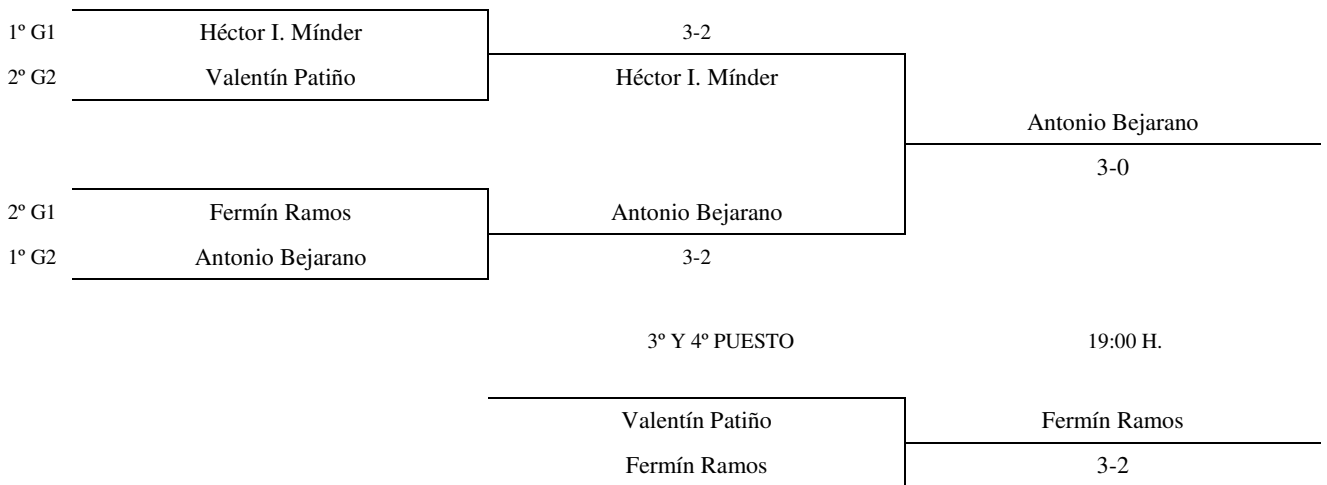 1º G1 Héctor I. Mínder 3-2
2º G2 Valentín Patiño Héctor I. Mínder
Antonio Bejarano
3-0
2º G1 Fermín Ramos Antonio Bejarano
1º G2 Antonio Bejarano 3-2
3º Y 4º PUESTO 19:00 H.
Valentín Patiño Fermín Ramos
Fermín Ramos 3-2